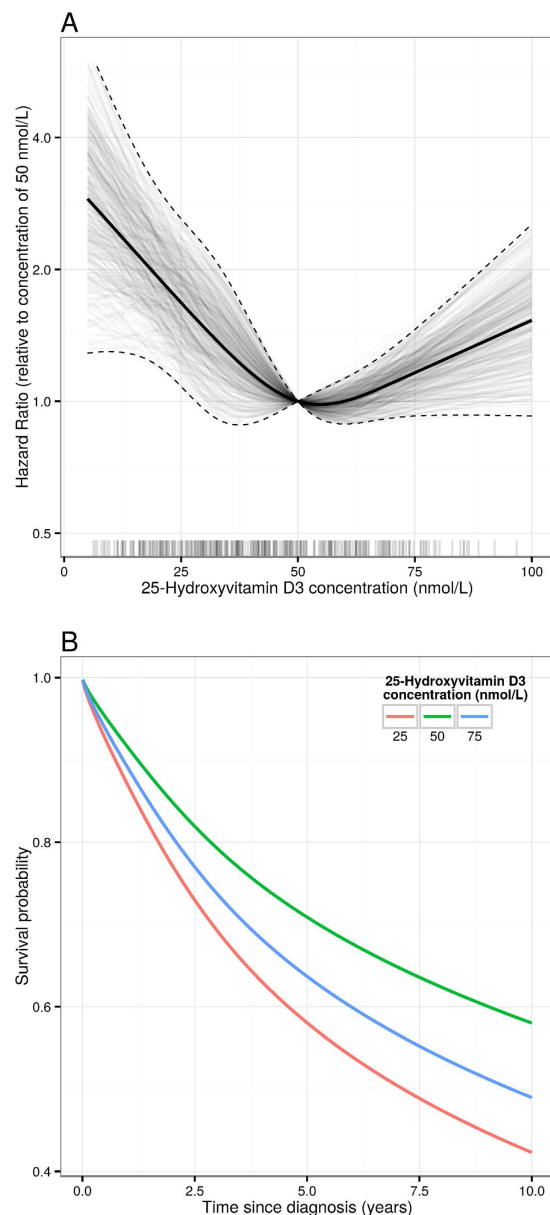 A
Hazard Ratio (relative to concentration of 50 nmol/L)
4.0
2.0
1.0
0.5
0 25 50 75 100
25-Hydroxyvitamin D3 concentration (nmol/L)
B
Survival probability
1.0
0.8
0.6
0.4
25-Hydroxyvitamin D3
concentration (nmol/L)
25 50 75
0.0 2.5 5.0 7.5 10.0
Time since diagnosis (years)